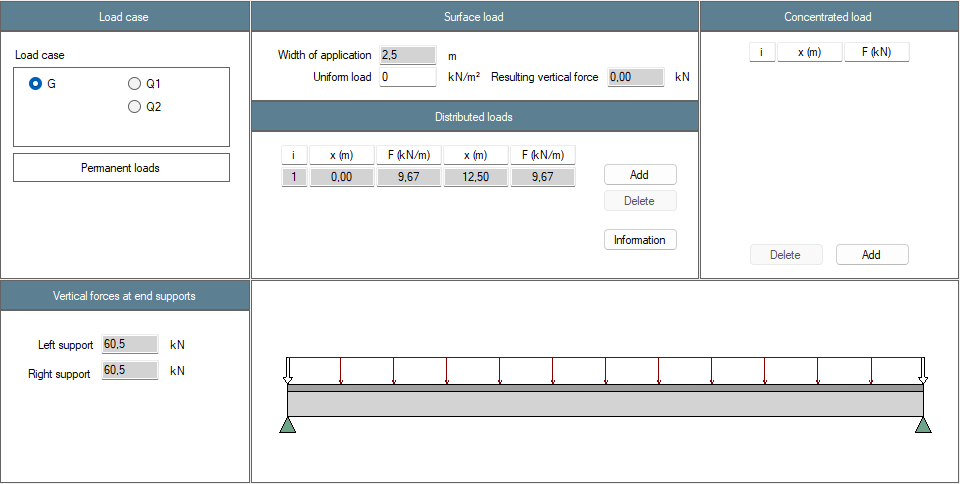 Load case
Load case
G
Q1
Q2
Permanent loads
Surface load
Width of application 2,5 m
Uniform load 0 kN/m² Resulting vertical force 0,00 kN
Distributed loads
i x (m) F (kN/m) x (m) F (kN/m)
1 0,00 9,67 12,50 9,67
Add
Delete
Information
Concentrated load
i x (m) F (kN)
Delete Add
Vertical forces at end supports
Left support 60,5 kN
Right support 60,5 kN